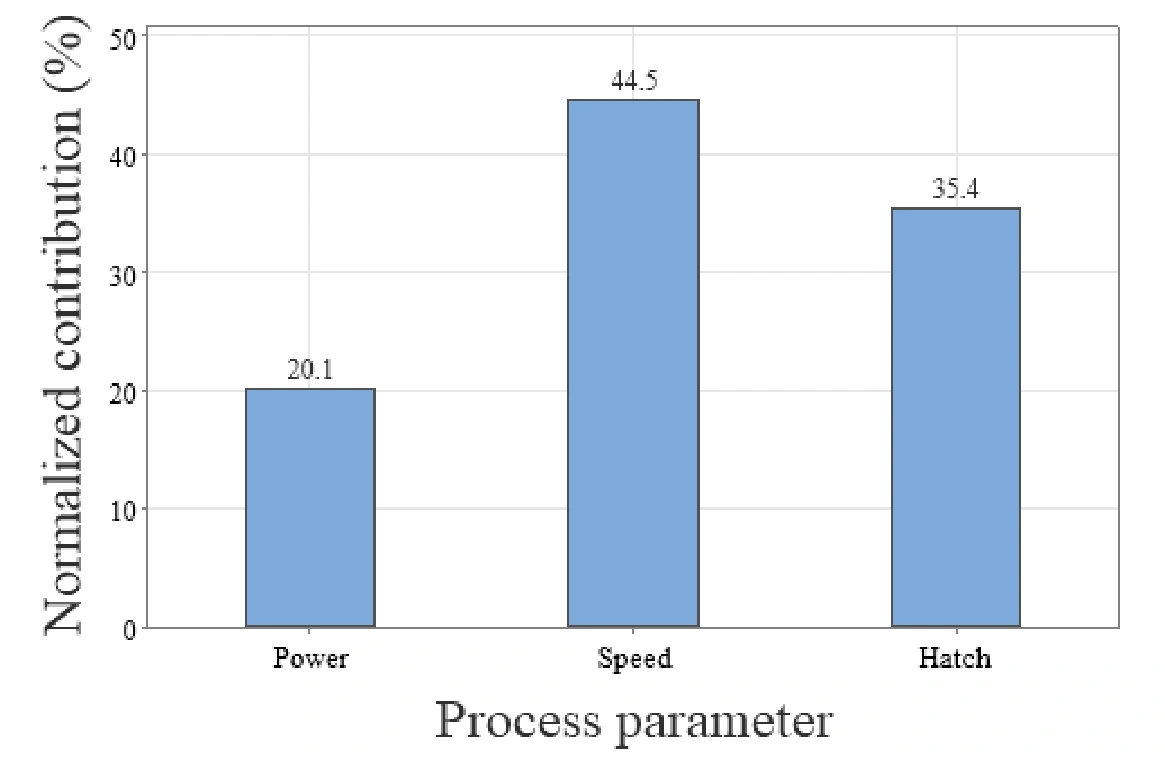 Normalized contribution (%)
50
40
30
20
10
0
20.1
44.5
35.4
Power
Speed
Hatch
Process parameter